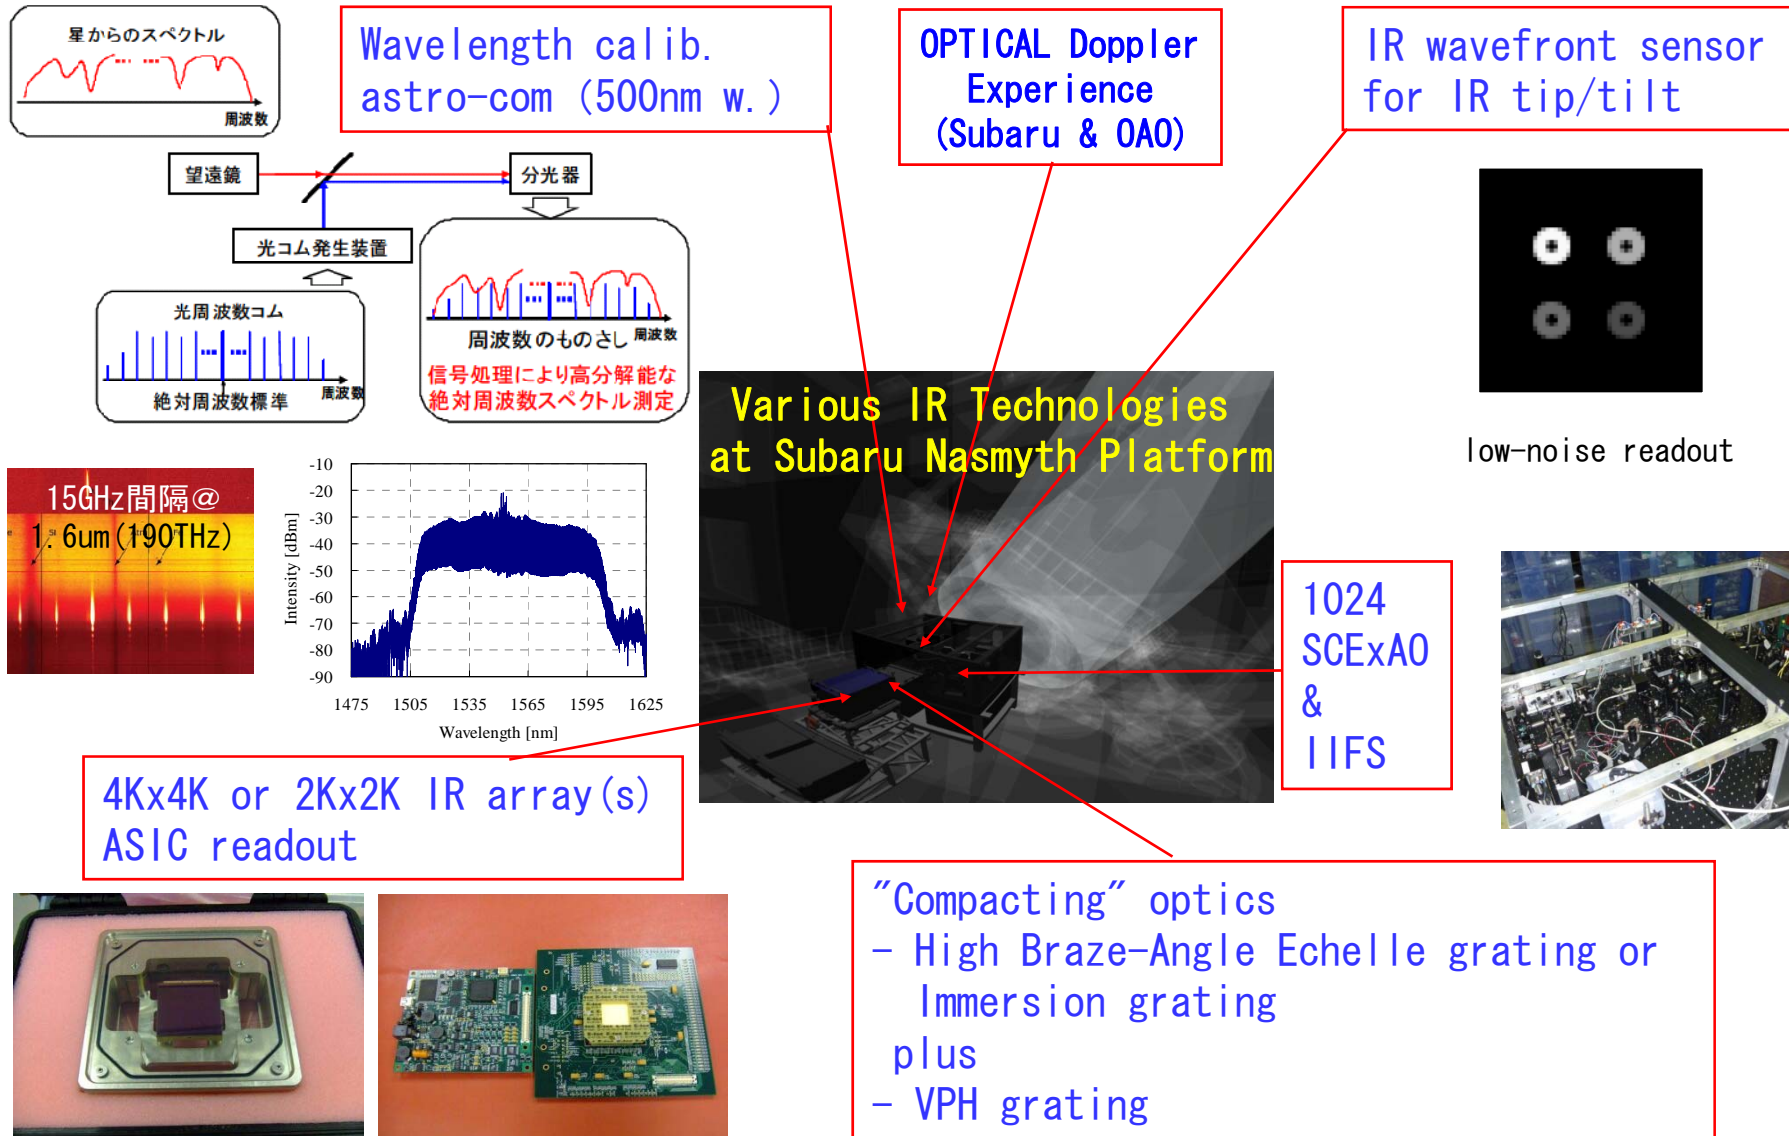 星からのスペクトル
周波数
Wavelength calib.
astro-com (500nm w.)
OPTICAL Doppler
Experience
(Subaru & OAO)
IR wavefront sensor
for IR tip/tilt
望遠鏡
分光器
光コム発生装置
光周波数コム
絶対周波数標準
周波数
周波数のものさし
周波数
信号処理により高分解能な
絶対周波数スペクトル測定
low-noise readout
Various IR Technologies
at Subaru Nasmyth Platform
15GHz間隔@
1.6um(190THz)
Intensity [dBm]
-10
-20
-30
-40
-50
-60
-70
-80
-90
1475 1505 1535 1565 1595 1625
Wavelength [nm]
1024
SCExAO
&
IIFS
4Kx4K or 2Kx2K IR array(s)
ASIC readout
"Compacting" optics
- High Braze-Angle Echelle grating or
Immersion grating
plus
- VPH grating